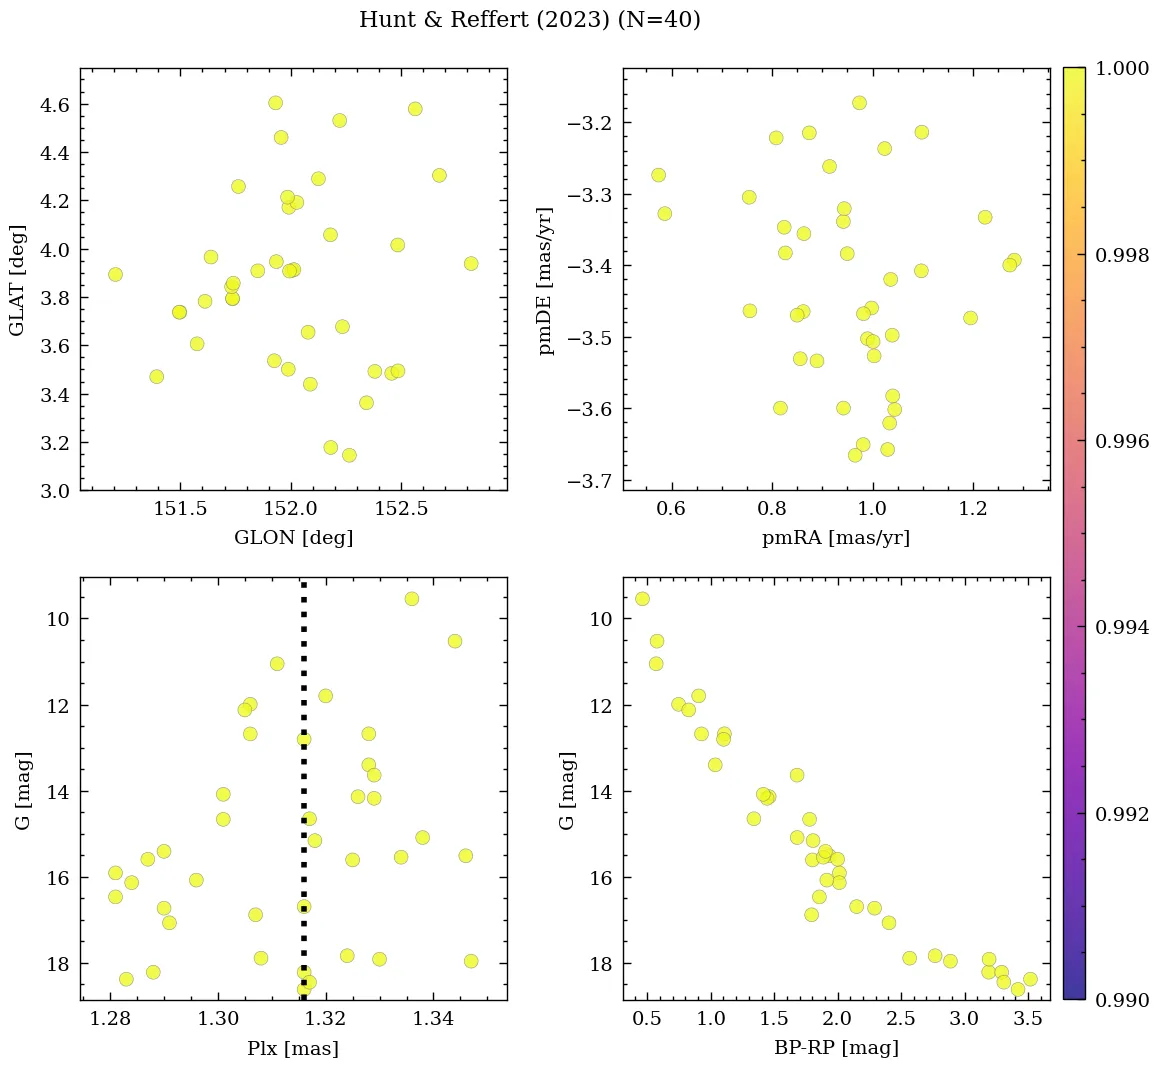 Hunt & Reffert (2023) (N=40)
4.6
4.4
4.2
4.0
3.8
3.6
3.4
3.2
3.0
GLAT [deg]
151.5 152.0 152.5
GLON [deg]
−3.2
−3.3
−3.4
−3.5
−3.6
−3.7
pmDE [mas/yr]
0.6 0.8 1.0 1.2
pmRA [mas/yr]
10
12
14
16
18
G [mag]
1.28 1.30 1.32 1.34
Plx [mas]
10
12
14
16
18
G [mag]
0.5 1.0 1.5 2.0 2.5 3.0 3.5
BP-RP [mag]
1.000
0.998
0.996
0.994
0.992
0.990